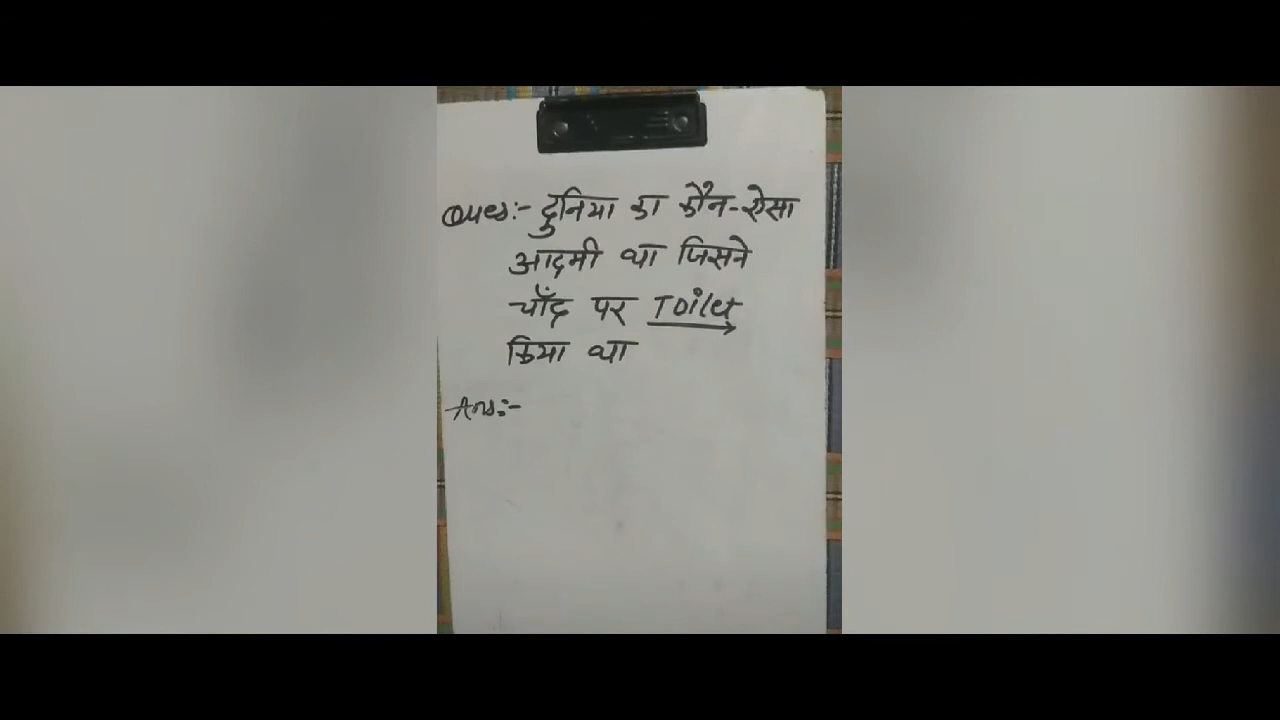 Ques:- दुनिया का कौन-ऐसा
आदमी था जिसने
चाँद पर Toilet
किया था
Ans:-